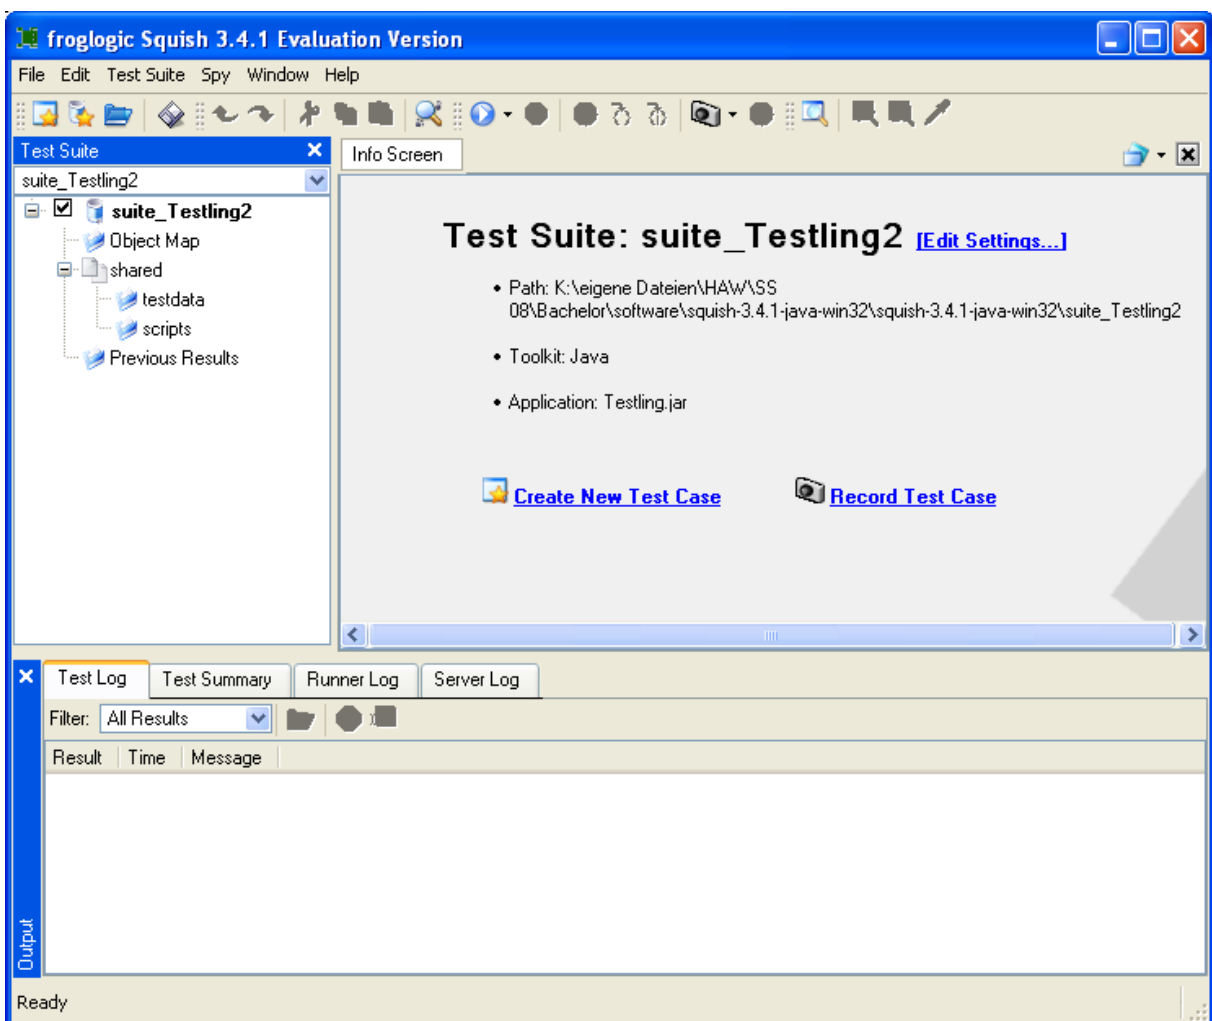 froglogic Squish 3.4.1 Evaluation Version
File Edit Test Suite Spy Window Help
Test Suite
suite_Testling2
suite_Testling2
Object Map
shared
testdata
scripts
Previous Results
Info Screen
Test Suite: suite_Testling2 [Edit Settings...]
• Path: K:\eigene Dateien\HAW\SS
08\Bachelor\software\squish-3.4.1-java-win32\squish-3.4.1-java-win32\suite_Testling2
• Toolkit: Java
• Application: Testling.jar
Create New Test Case Record Test Case
Test Log Test Summary Runner Log Server Log
Filter: All Results
Result Time Message
Output
Ready